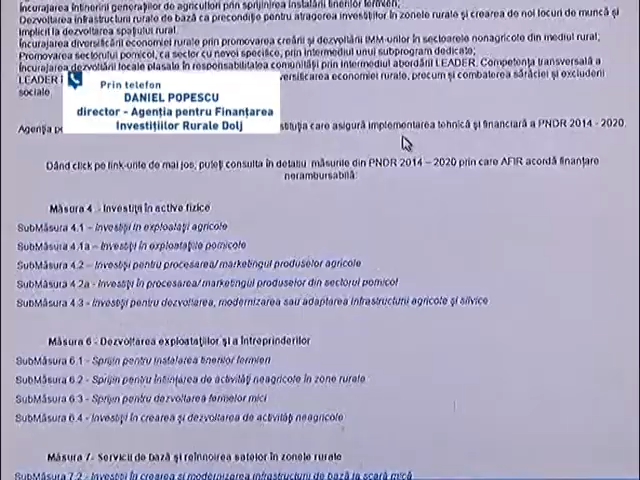 Încurajarea întineririi generațiilor de agricultori prin sprijinirea instalării tinerilor fermieri;
Dezvoltarea infrastructurii rurale de bază ca precondiție pentru atragerea investițiilor în zonele rurale și crearea de noi locuri de muncă și
implicit la dezvoltarea spațiului rural.
Încurajarea diversificării economiei rurale prin promovarea creării și dezvoltării IMM-urilor în sectoarele nonagricole din mediul rural;
Promovarea sectorului pomicol, ca sector cu nevoi specifice, prin intermediul unui subprogram dedicate;
Încurajarea dezvoltării locale plasate în responsabilitatea comunității prin intermediul abordării LEADER. Competența transversală a
LEADER versificarea economiei rurale, precum și combaterea sărăciei și excluderii
sociale.
Prin telefon
DANIEL POPESCU
director - Agenția pentru Finanțarea
Investițiilor Rurale Dolj
Agenția pe stituția care asigură implementarea tehnică și financiară a PNDR 2014 - 2020.
Dând click pe link-urile de mai jos, puteți consulta în detaliu măsurile din PNDR 2014 – 2020 prin care AFIR acordă finanțare
nerambursabilă:
Măsura 4 - Investiții în active fizice
SubMăsura 4.1 – Investiții în exploatații agricole
SubMăsura 4.1a – Investiții în exploatațiile pomicole
SubMăsura 4.2 – Investiții pentru procesarea/marketingul produselor agricole
SubMăsura 4.2a - Investiții în procesarea/marketingul produselor din sectorul pomicol
SubMăsura 4.3 - Investiții pentru dezvoltarea, modernizarea sau adaptarea infrastructurii agricole și silvice
Măsura 6 - Dezvoltarea exploatațiilor și a întreprinderilor
SubMăsura 6.1 - Sprijin pentru instalarea tinerilor fermieri
SubMăsura 6.2 - Sprijin pentru înființarea de activități neagricole în zone rurale
SubMăsura 6.3 - Sprijin pentru dezvoltarea fermelor mici
SubMăsura 6.4 - Investiții în crearea și dezvoltarea de activități neagricole
Măsura 7- Servicii de bază și reînnoirea satelor în zonele rurale
SubMăsura 7.2 - Investiții în crearea și modernizarea infrastructurii de bază la scară mică